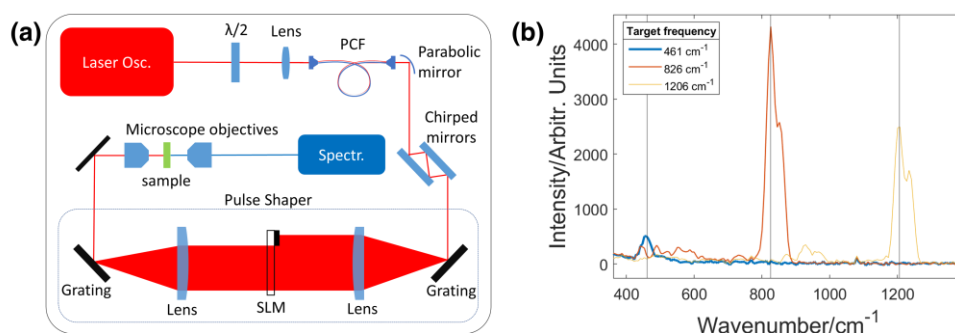 (a)
Laser Osc.
λ/2
Lens
PCF
Parabolic
mirror
Chirped
mirrors
Microscope objectives
sample
Spectr.
Pulse Shaper
Grating
Lens
SLM
Lens
Grating
(b)
Intensity/Arbitr. Units
4000
3000
2000
1000
0
Target frequency
461 cm⁻¹
826 cm⁻¹
1206 cm⁻¹
400 600 800 1000 1200
Wavenumber/cm